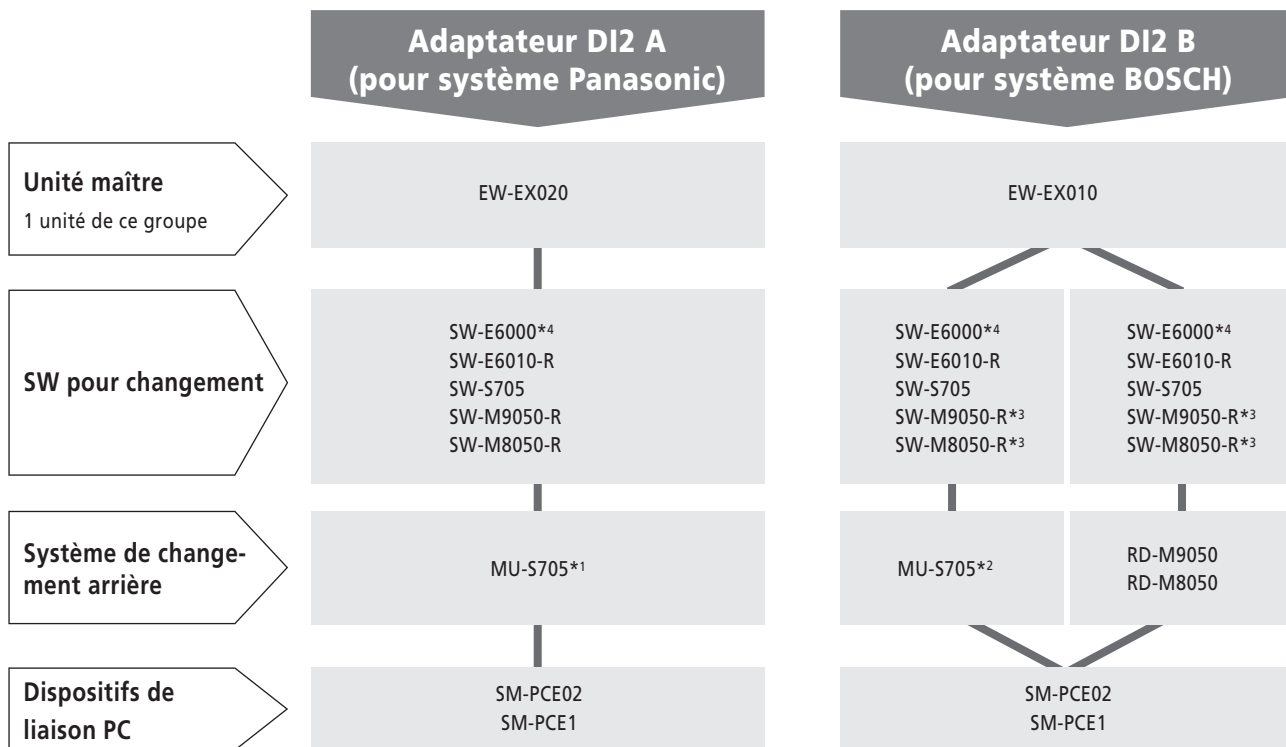 Adaptateur DI2 A
(pour système Panasonic)
Adaptateur DI2 B
(pour système BOSCH)
Unité maître
1 unité de ce groupe
EW-EX020
EW-EX010
SW pour changement
SW-E6000*4
SW-E6010-R
SW-S705
SW-M9050-R
SW-M8050-R
SW-E6000*4
SW-E6010-R
SW-S705
SW-M9050-R*3
SW-M8050-R*3
SW-E6000*4
SW-E6010-R
SW-S705
SW-M9050-R*3
SW-M8050-R*3
Système de change-
ment arrière
MU-S705*1
MU-S705*2
RD-M9050
RD-M8050
Dispositifs de
liaison PC
SM-PCE02
SM-PCE1
SM-PCE02
SM-PCE1